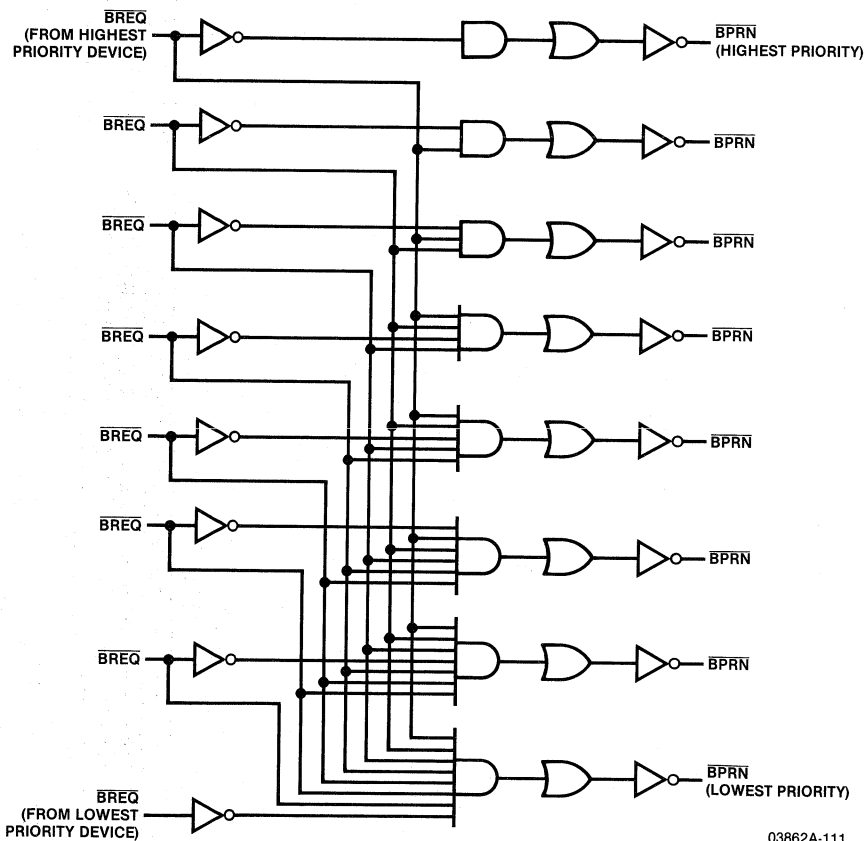 BREQ
(FROM HIGHEST
PRIORITY DEVICE)
BPRN
(HIGHEST PRIORITY)
BREQ
BPRN
BREQ
BPRN
BREQ
BPRN
BREQ
BPRN
BREQ
BPRN
BREQ
BPRN
BREQ
(FROM LOWEST
PRIORITY DEVICE)
BPRN
(LOWEST PRIORITY)
03862A-111